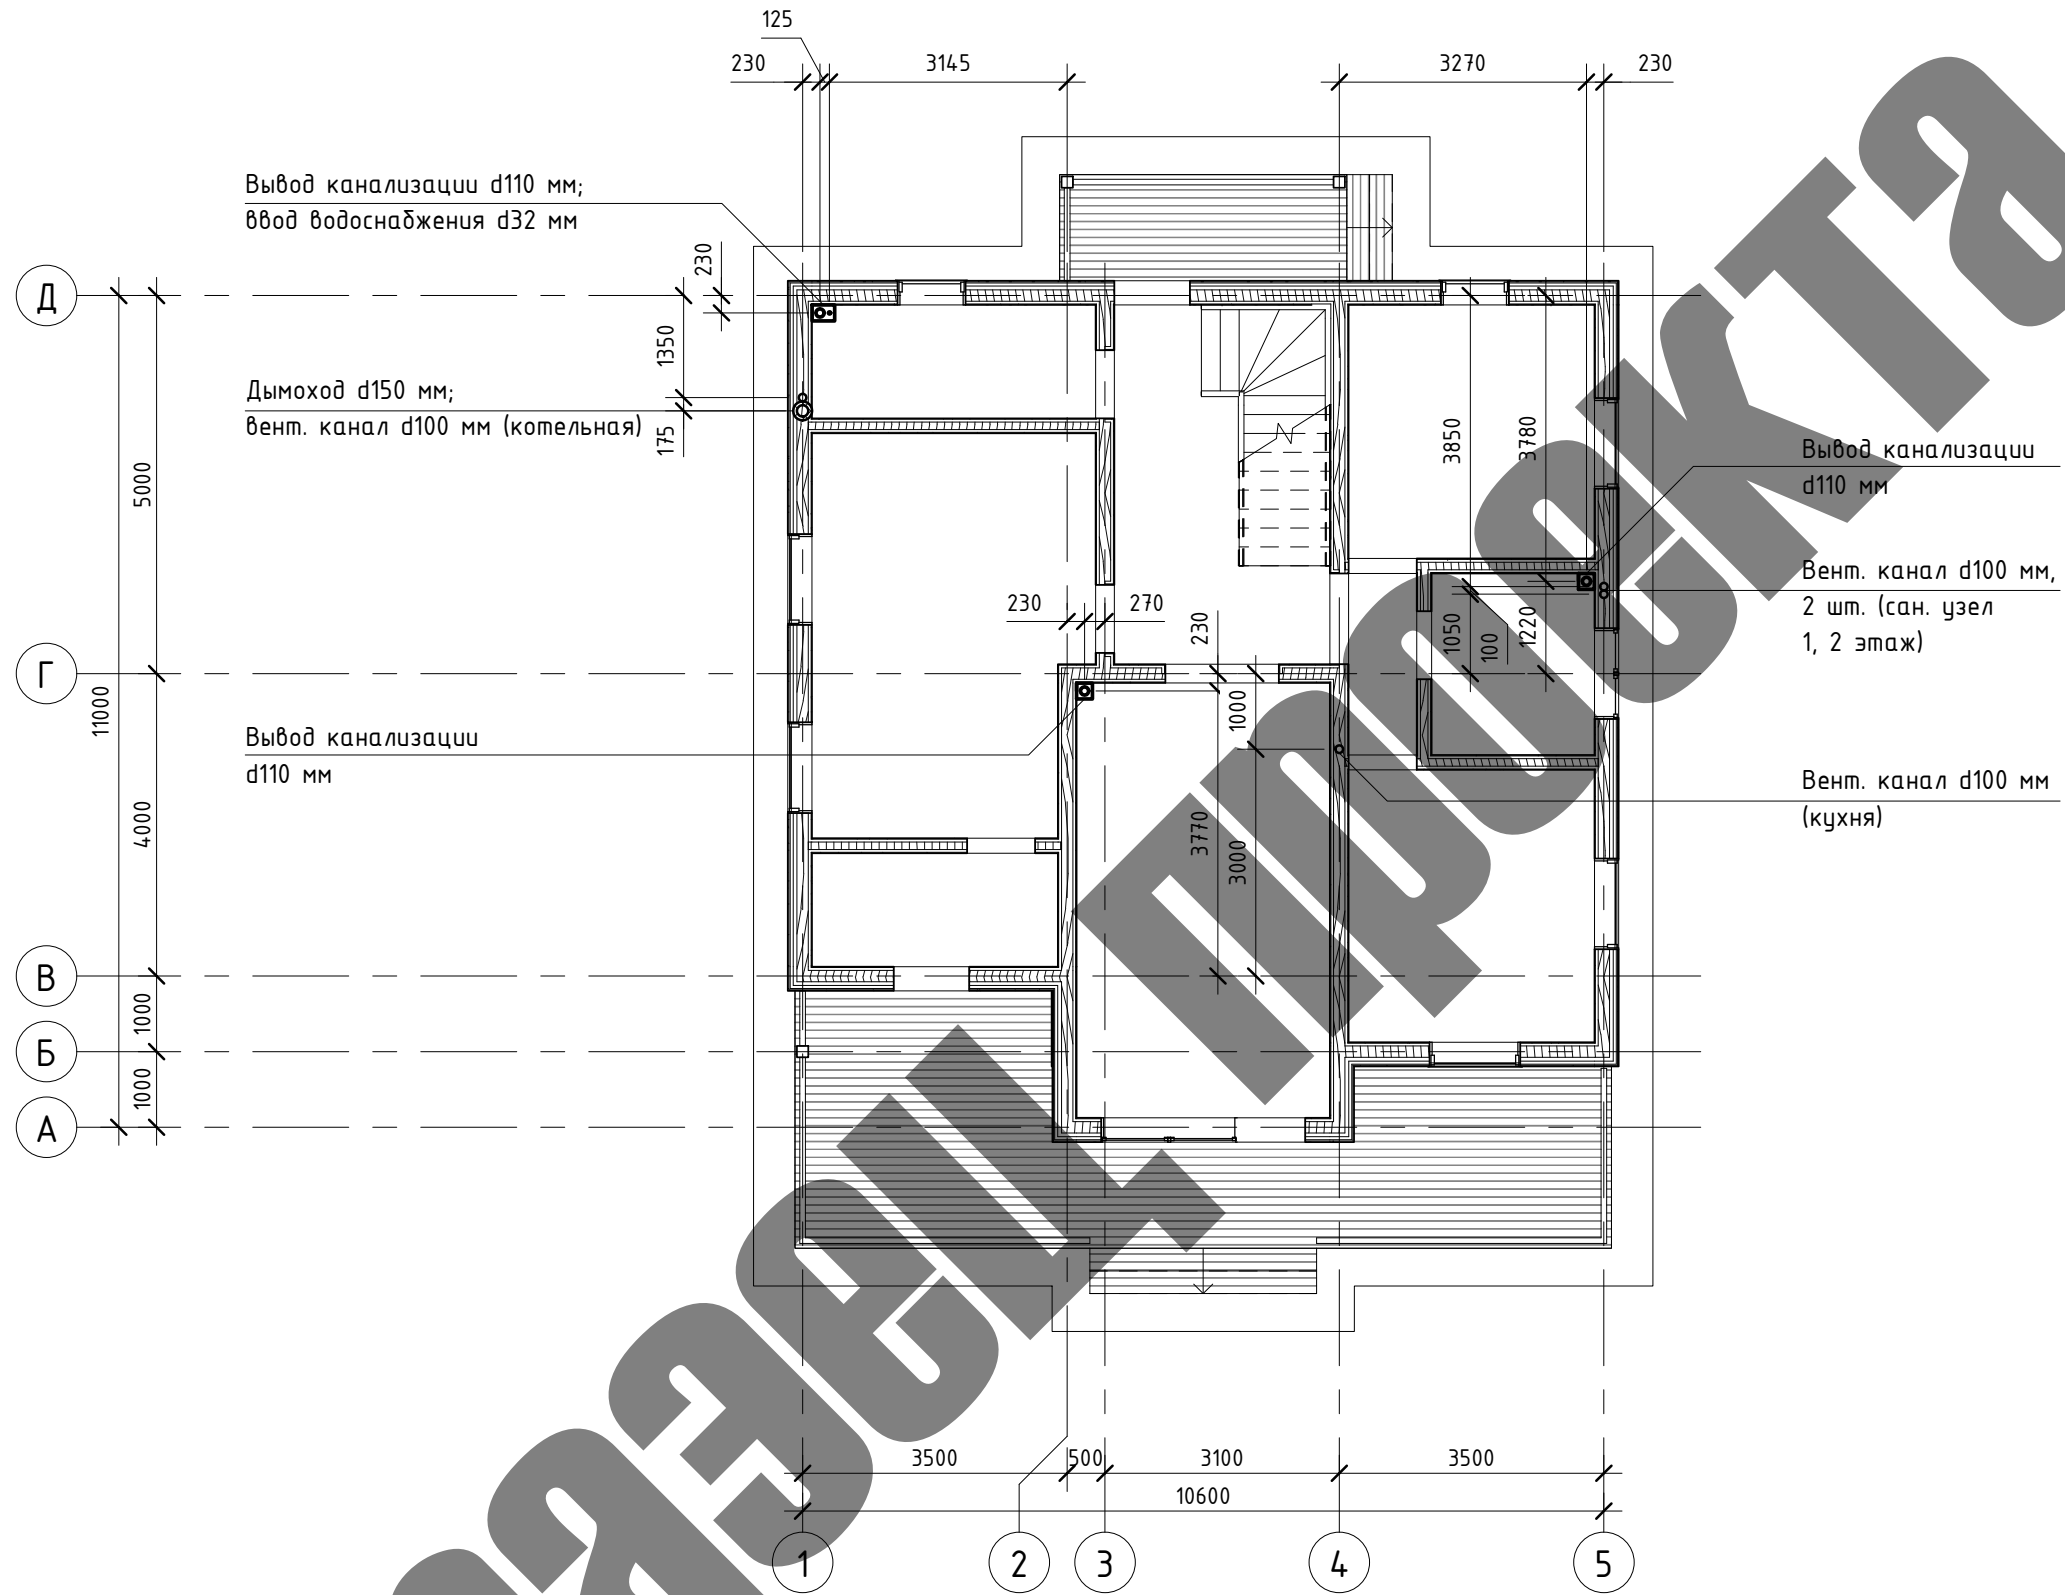 125
230
3145
3270
230
Вывод канализации d110 мм;
ввод водоснабжения d32 мм
230
Д
1350
Дымоход d150 мм;
вент. канал d100 мм (котельная)
175
3850
3780
Вывод канализации
d110 мм
5000
Вент. канал d100 мм,
2 шт. (сан. узел
1, 2 этаж)
230
270
230
1050
100
1220
Г
11000
1000
Вывод канализации
d110 мм
Вент. канал d100 мм
(кухня)
4000
3770
3000
В
1000
Б
1000
А
3500
500
3100
3500
10600
1
2
3
4
5
проекта